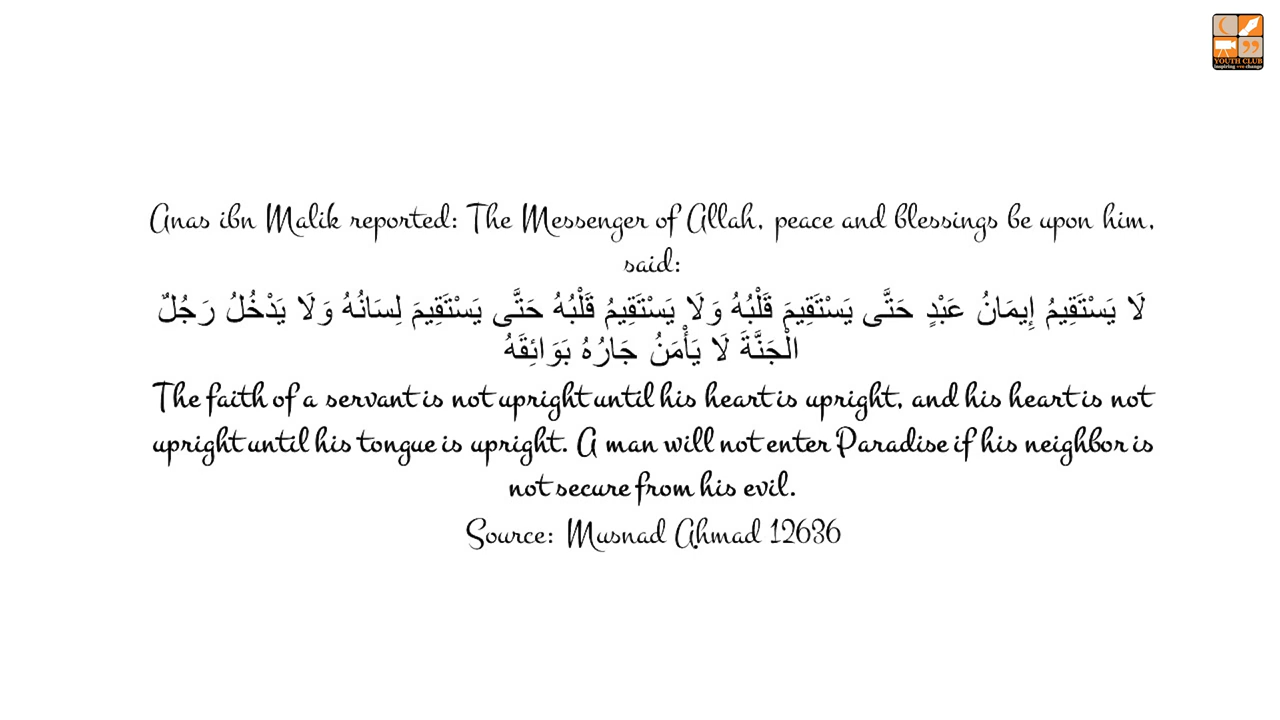 YOUTH CLUB
Inspiring +ve change
Anas ibn Malik reported: The Messenger of Allah, peace and blessings be upon him,
said:
لَا يَسْتَقِيمُ إِيمَانُ عَبْدٍ حَتَّى يَسْتَقِيمَ قَلْبُهُ وَلَا يَسْتَقِيمُ قَلْبُهُ حَتَّى يَسْتَقِيمَ لِسَانُهُ وَلَا يَدْخُلُ رَجُلٌ
الْجَنَّةَ لَا يَأْمَنُ جَارُهُ بَوَائِقَهُ
The faith of a servant is not upright until his heart is upright, and his heart is not
upright until his tongue is upright. A man will not enter Paradise if his neighbor is
not secure from his evil.
Source: Musnad Ahmad 12636